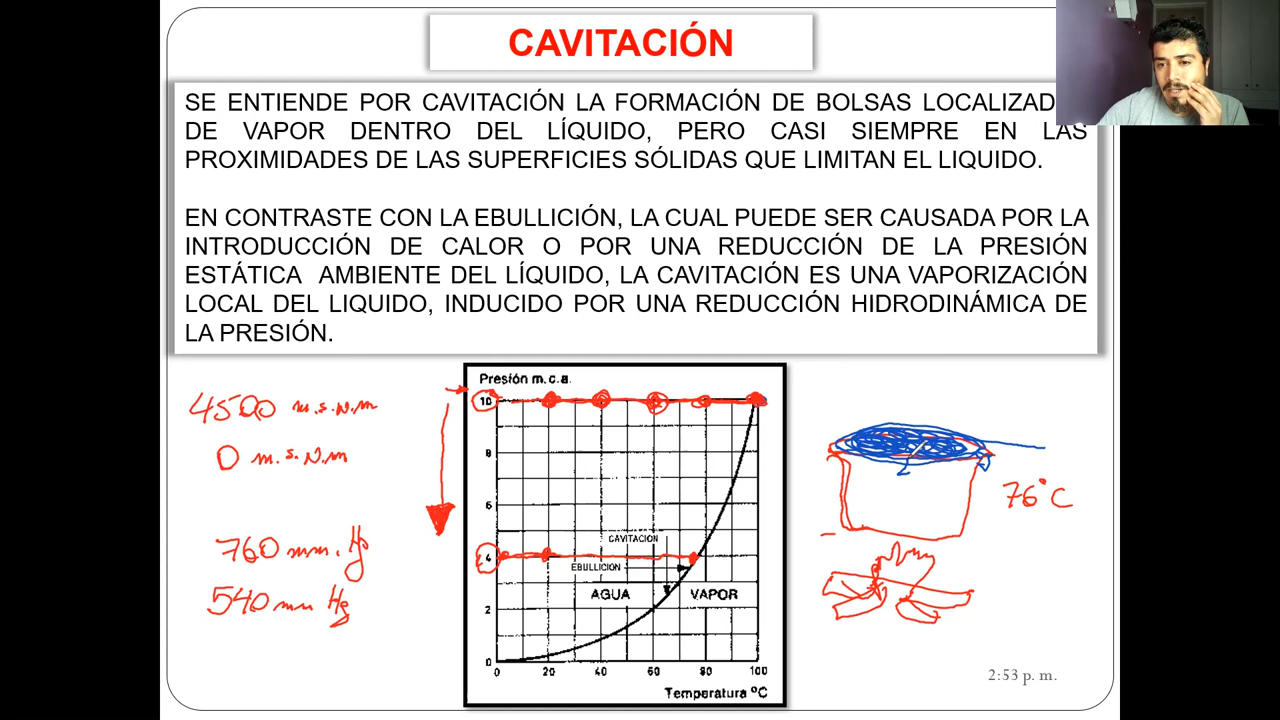 CAVITACIÓN
SE ENTIENDE POR CAVITACIÓN LA FORMACIÓN DE BOLSAS LOCALIZAD
DE VAPOR DENTRO DEL LÍQUIDO, PERO CASI SIEMPRE EN LAS
PROXIMIDADES DE LAS SUPERFICIES SÓLIDAS QUE LIMITAN EL LIQUIDO.
EN CONTRASTE CON LA EBULLICIÓN, LA CUAL PUEDE SER CAUSADA POR LA
INTRODUCCIÓN DE CALOR O POR UNA REDUCCIÓN DE LA PRESIÓN
ESTÁTICA AMBIENTE DEL LÍQUIDO, LA CAVITACIÓN ES UNA VAPORIZACIÓN
LOCAL DEL LIQUIDO, INDUCIDO POR UNA REDUCCIÓN HIDRODINÁMICA DE
LA PRESIÓN.
4500 m.s.N.m
0 m.s.N.m
760 mm. Hg
540 mm Hg
Presión m.c.a.
10
8
6
4
2
0
CAVITACION
EBULLICION
AGUA VAPOR
0 20 40 60 80 100
Temperatura ºC
76°C
2:53 p. m.